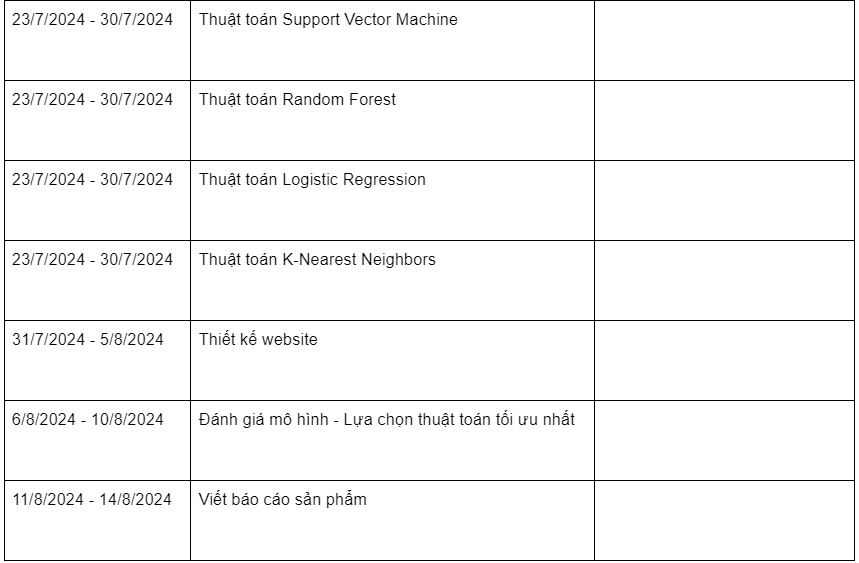 23/7/2024 - 30/7/2024 Thuật toán Support Vector Machine
23/7/2024 - 30/7/2024 Thuật toán Random Forest
23/7/2024 - 30/7/2024 Thuật toán Logistic Regression
23/7/2024 - 30/7/2024 Thuật toán K-Nearest Neighbors
31/7/2024 - 5/8/2024 Thiết kế website
6/8/2024 - 10/8/2024 Đánh giá mô hình - Lựa chọn thuật toán tối ưu nhất
11/8/2024 - 14/8/2024 Viết báo cáo sản phẩm